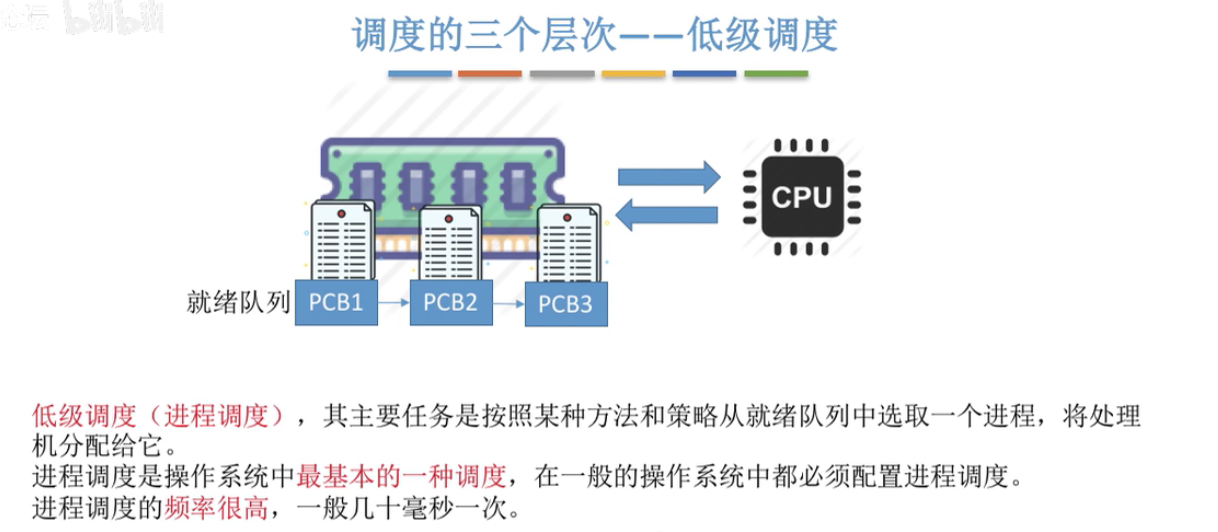 bilibili
调度的三个层次——低级调度
CPU
就绪队列 PCB1 PCB2 PCB3
低级调度（进程调度），其主要任务是按照某种方法和策略从就绪队列中选取一个进程，将处理
机分配给它。
进程调度是操作系统中最基本的一种调度，在一般的操作系统中都必须配置进程调度。
进程调度的频率很高，一般几十毫秒一次。